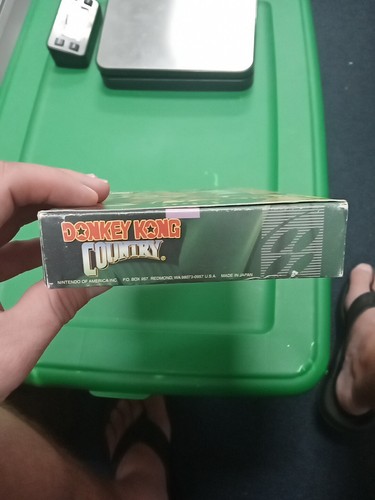 DONKEY KONG
COUNTRY®
NINTENDO OF AMERICA INC. P.O. BOX 957 REDMOND, WA 98073-0957 U.S.A. MADE IN JAPAN